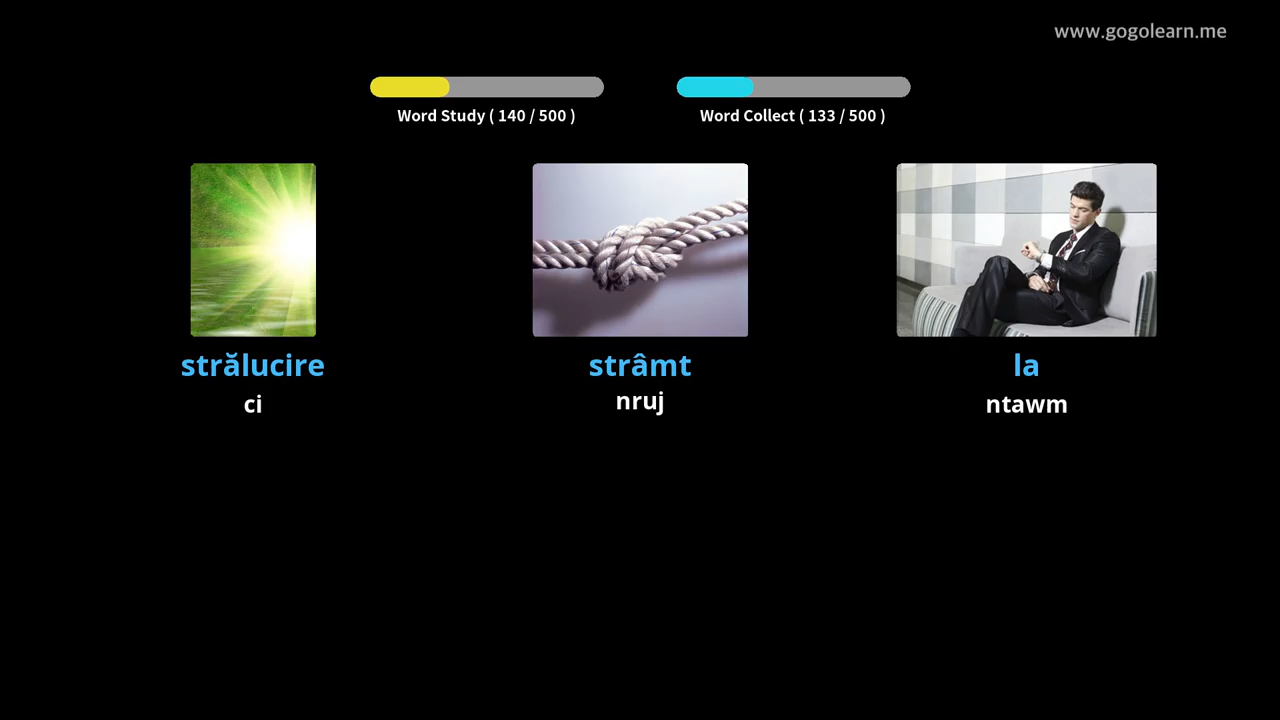 www.gogolearn.me
Word Study ( 140 / 500 )
Word Collect ( 133 / 500 )
strălucire
ci
strâmt
nruj
la
ntawm